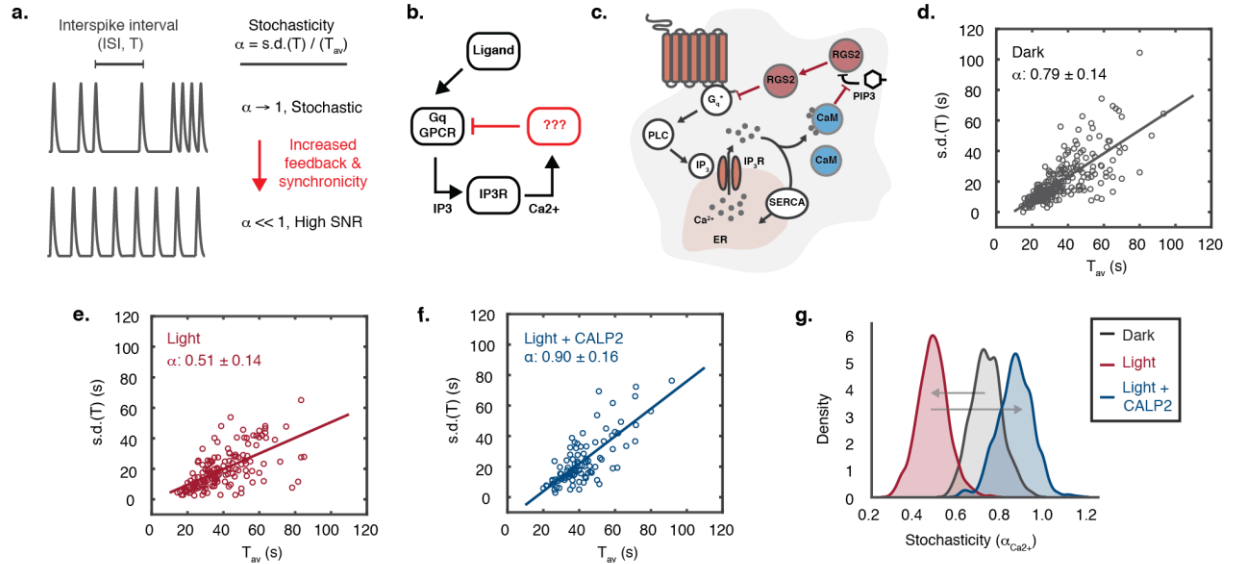 a.
Interspike interval
(ISI, T)
Stochasticity
α = s.d.(T) / (Tav)
α → 1, Stochastic
Increased
feedback &
synchronicity
α << 1, High SNR
b.
Ligand
Gq
GPCR
???
IP3
IP3R
Ca2+
c.
RGS2
RGS2
PIP3
Gq*
CaM
PLC
IP3
IP3R
CaM
SERCA
Ca2+
ER
d.
Dark
α: 0.79 ± 0.14
s.d.(T) (s)
120
100
80
60
40
20
0
0 20 40 60 80 100 120
Tav (s)
e.
Light
α: 0.51 ± 0.14
s.d.(T) (s)
120
100
80
60
40
20
0
0 20 40 60 80 100 120
Tav (s)
f.
Light + CALP2
α: 0.90 ± 0.16
s.d.(T) (s)
120
100
80
60
40
20
0
0 20 40 60 80 100 120
Tav (s)
g.
Density
6
5
4
3
2
1
0
0.2 0.4 0.6 0.8 1.0 1.2
Stochasticity (αCa2+)
Dark
Light
Light +
CALP2